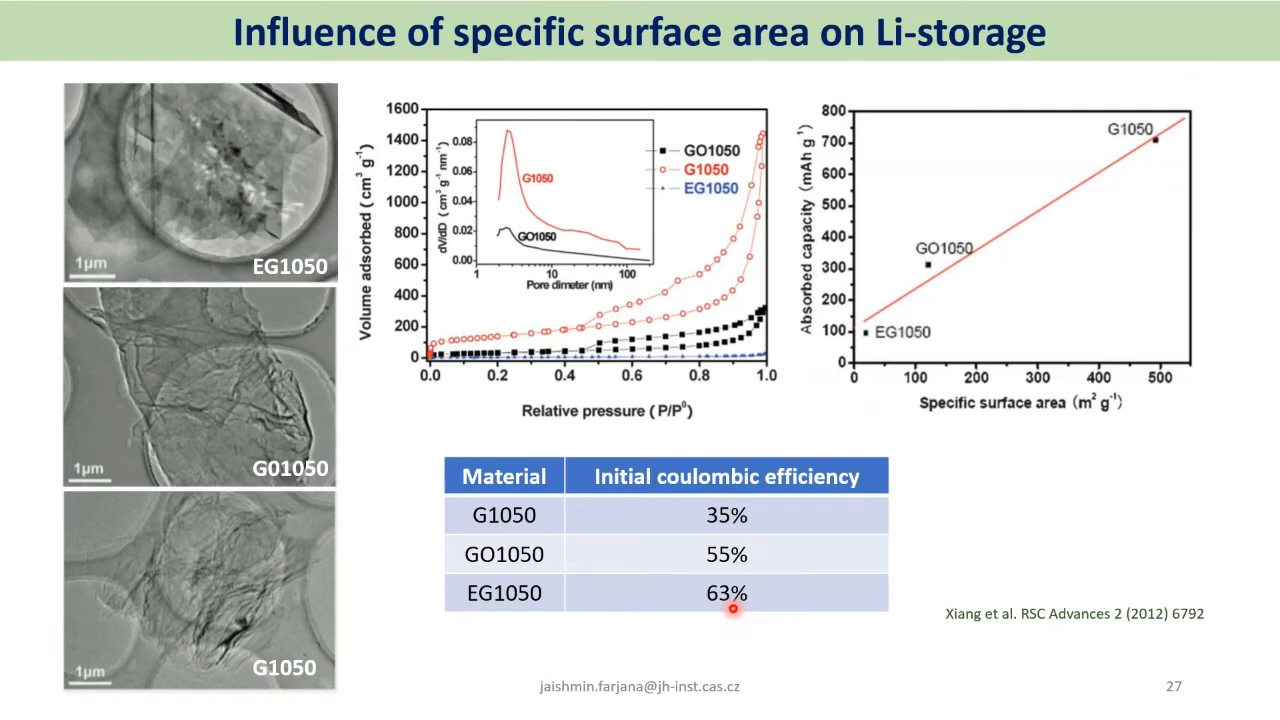 Influence of specific surface area on Li-storage
1μm
EG1050
1μm
G01050
1μm
G1050
Volume adsorbed (cm³ g⁻¹)
1600
1400
1200
1000
800
600
400
200
0
0.0 0.2 0.4 0.6 0.8 1.0
Relative pressure (P/P⁰)
dV/dD (cm³ g⁻¹ nm⁻¹)
0.08
0.06
0.04
0.02
0.00
1 10 100
Pore dimeter (nm)
G1050
GO1050
GO1050
G1050
EG1050
Absorbed capacity (mAh g⁻¹)
800
700
600
500
400
300
200
100
0
0 100 200 300 400 500
Specific surface area (m² g⁻¹)
G1050
GO1050
EG1050
Material Initial coulombic efficiency
G1050 35%
GO1050 55%
EG1050 63%
Xiang et al. RSC Advances 2 (2012) 6792
jaishmin.farjana@jh-inst.cas.cz
27